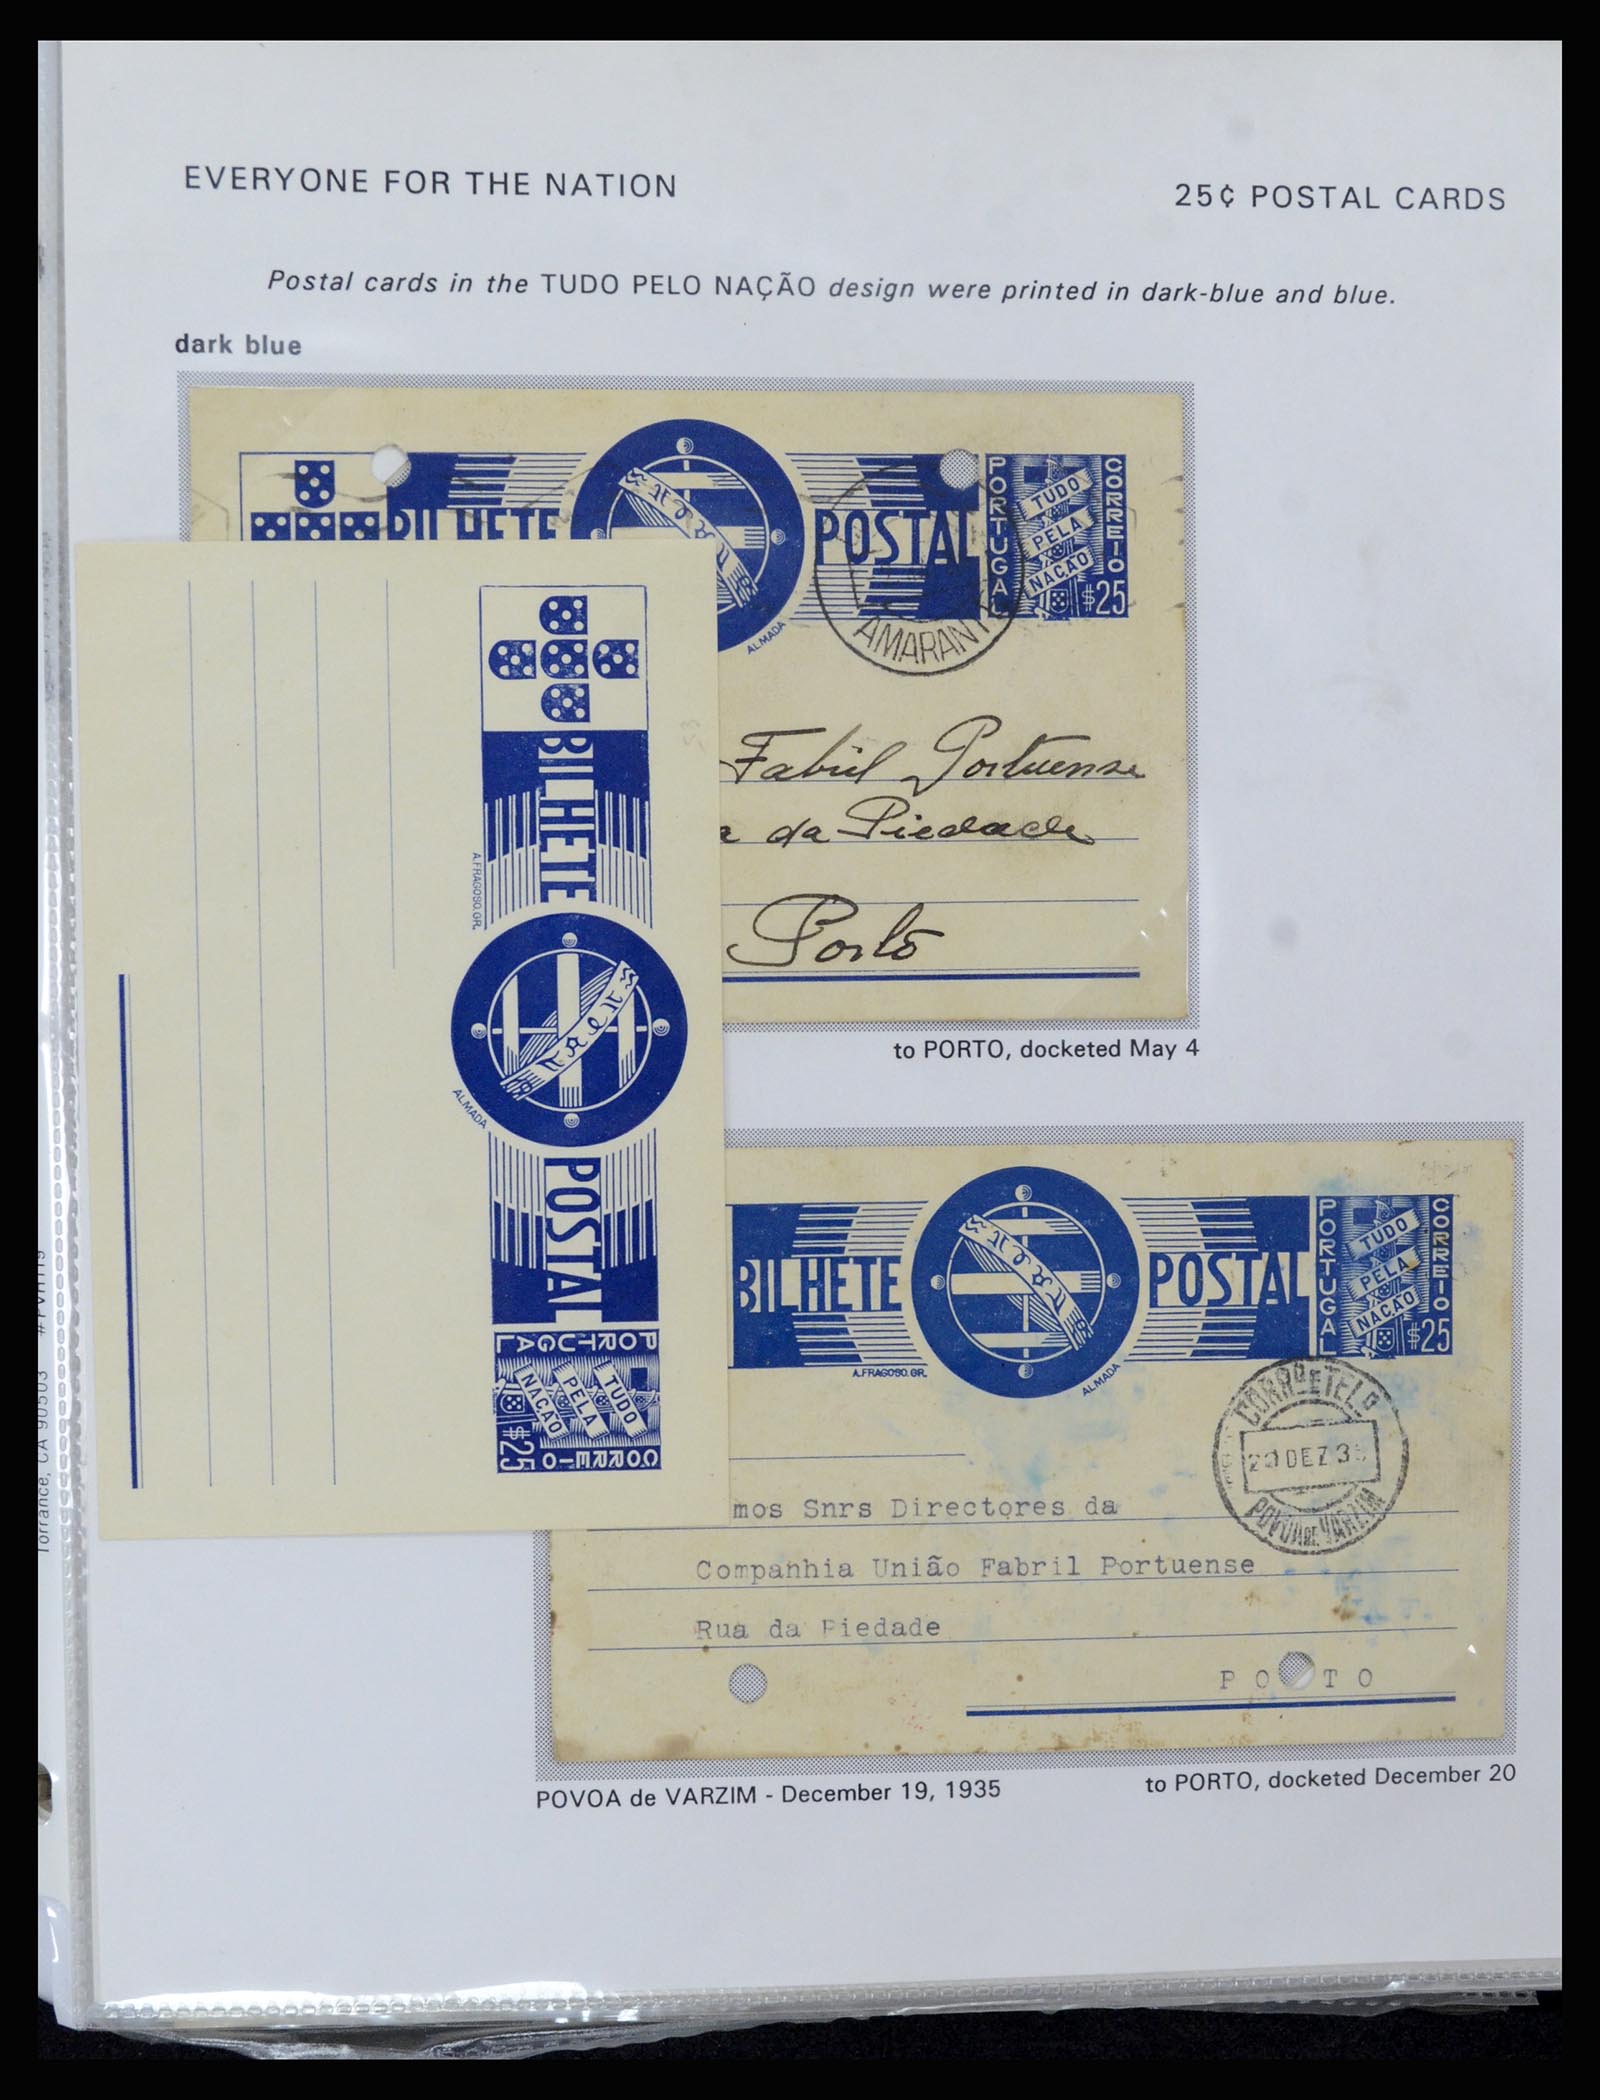 EVERYONE FOR THE NATION
25¢ POSTAL CARDS
Postal cards in the TUDO PELO NAÇÃO design were printed in dark-blue and blue.
dark blue
BILHETE
POSTAL
PORTUGAL
CORREIO
TUDO
PELA
NAÇÃO
$25
ALMADA
AMARANT
Fabril Portuense
da Piedade
Porto
to PORTO, docketed May 4
BILHETE
A.FRAGOSO.GR.
ALMADA
POSTAL
PORTUGAL
TUDO
PELA
NAÇÃO
CORREIO
$25
BILHETE
POSTAL
PORTUGAL
CORREIO
TUDO
PELA
NAÇÃO
$25
A.FRAGOSO.GR.
ALMADA
CORRO E TELO
DEZ 3
POVOA DE VARZIM
mos Snrs Directores da
Companhia União Fabril Portuense
Rua da Piedade
PO TO
POVOA de VARZIM - December 19, 1935
to PORTO, docketed December 20
Torrance, CA 90503